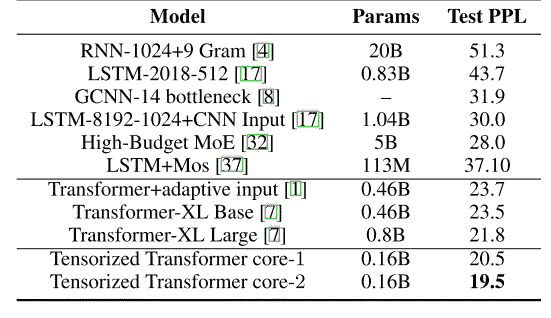 Model Params Test PPL
RNN-1024+9 Gram [4] 20B 51.3
LSTM-2018-512 [17] 0.83B 43.7
GCNN-14 bottleneck [8] – 31.9
LSTM-8192-1024+CNN Input [17] 1.04B 30.0
High-Budget MoE [32] 5B 28.0
LSTM+Mos [37] 113M 37.10
Transformer+adaptive input [1] 0.46B 23.7
Transformer-XL Base [7] 0.46B 23.5
Transformer-XL Large [7] 0.8B 21.8
Tensorized Transformer core-1 0.16B 20.5
Tensorized Transformer core-2 0.16B 19.5